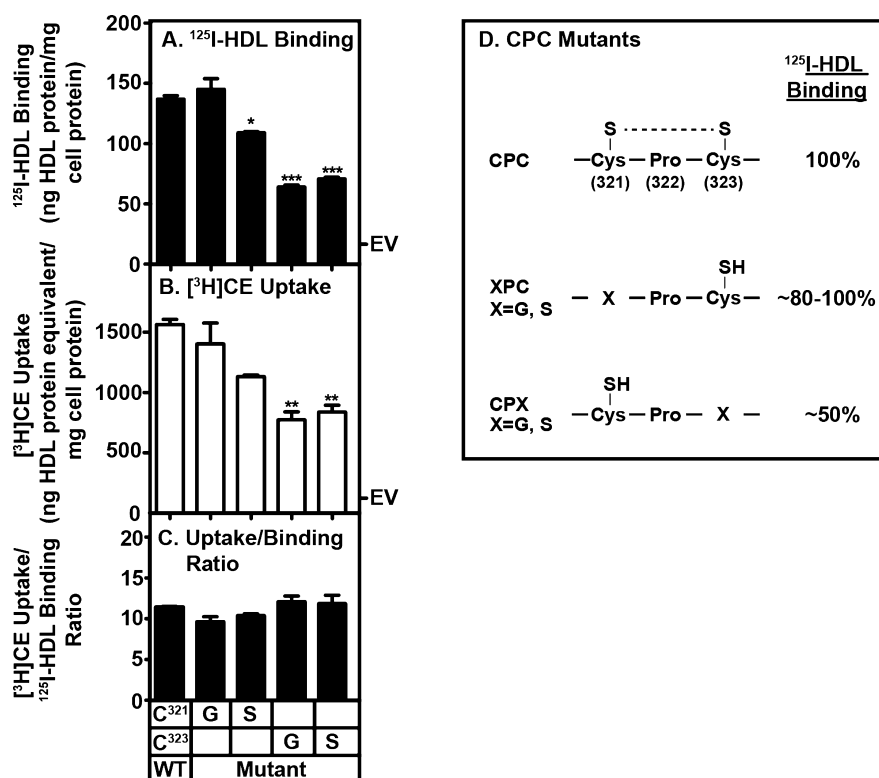 A. ¹²⁵I-HDL Binding
¹²⁵I-HDL Binding
(ng HDL protein/mg
cell protein)
200
150
100
50
0
*
***
***
EV
B. [³H]CE Uptake
[³H]CE Uptake
(ng HDL protein equivalent/
mg cell protein)
1500
1000
500
0
**
**
EV
C. Uptake/Binding
Ratio
[³H]CE Uptake/
¹²⁵I-HDL Binding
Ratio
20
15
10
5
0
C³²¹ G S
C³²³ G S
WT Mutant
D. CPC Mutants
¹²⁵I-HDL
Binding
S S
CPC Cys Pro Cys 100%
(321) (322) (323)
SH
XPC X Pro Cys ~80-100%
X=G, S
SH
CPX Cys Pro X ~50%
X=G, S